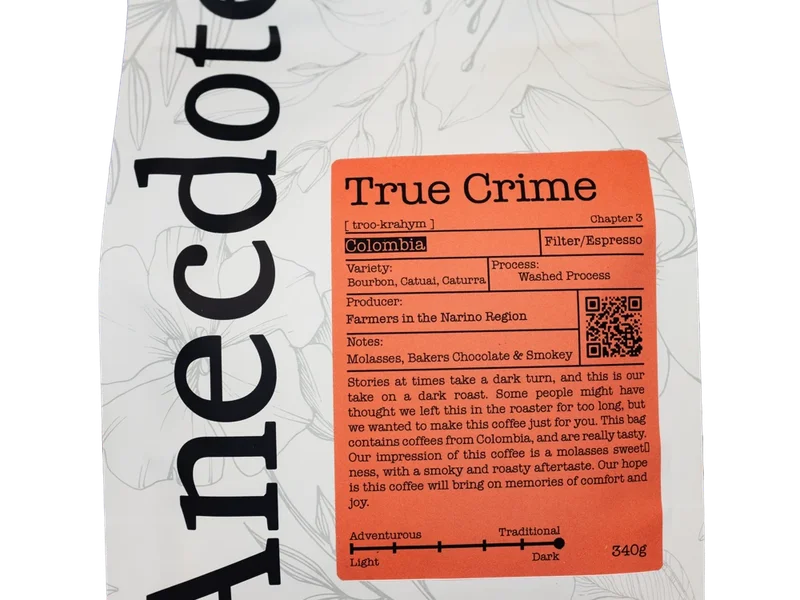 Anecdote
True Crime
[ troo-krahym ]
Chapter 3
Colombia
Filter/Espresso
Variety:
Bourbon, Catuai, Caturra
Process:
Washed Process
Producer:
Farmers in the Narino Region
Notes:
Molasses, Bakers Chocolate & Smokey
Stories at times take a dark turn, and this is our
take on a dark roast. Some people might have
thought we left this in the roaster for too long, but
we wanted to make this coffee just for you. This bag
contains coffees from Colombia, and are really tasty.
Our impression of this coffee is a molasses sweet▯
ness, with a smoky and roasty aftertaste. Our hope
is this coffee will bring on memories of comfort and
joy.
Adventurous
Traditional
Light
Dark
340g